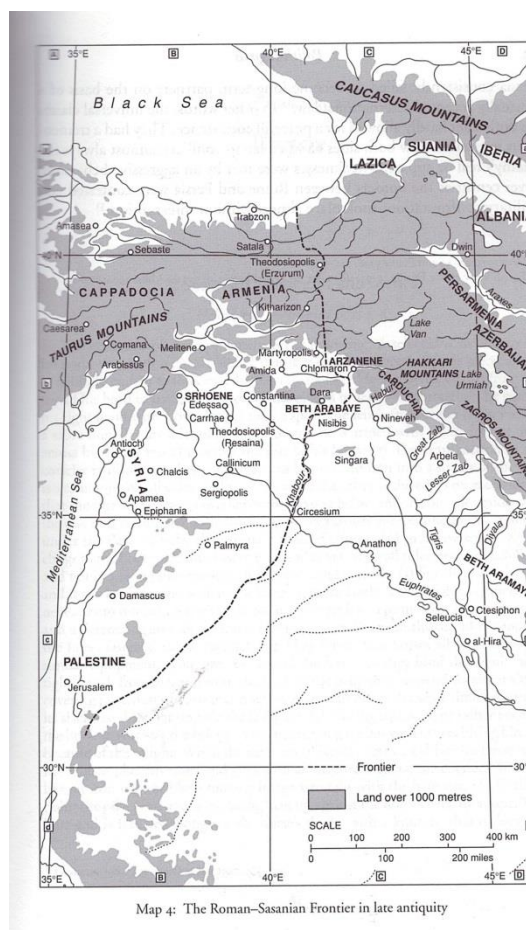 35°E
B
40°E
C
45°E
D
Black Sea
CAUCASUS MOUNTAINS
SUANIA
LAZICA
IBERIA
ALBANI
Trabzon
Amasea
Satala
40°N
Sebaste
40°N
Dwin
Theodosiopolis
(Erzurum)
CAPPADOCIA
ARMENIA
PERSARMENIA
Araxes
Kitharizon
AZERBAIJAN
Caesarea
TAURUS MOUNTAINS
Lake
Van
Comana
Melitene
Martyropolis
ARZANENE
HAKKARI
MOUNTAINS
Lake
Urmiah
Arabissus
Amida
Chlomaron
b
SRHOENE
Constantina
Dara
CARDUCHIA
Habur
Edessa
BETH ARABAYE
ZAGROS MOUNTAINS
Carrhae
Nisibis
Nineveh
Theodosiopolis
(Resaina)
Great Zab
Antioch
SYRIA
Chalcis
Callinicum
Singara
Arbela
Lesser Zab
Sergiopolis
Khabour
Apamea
35°N
Epiphania
Circesium
35°N
Mediterranean Sea
Tigris
Diyala
Palmyra
Anathon
BETH ARAMAYE
Damascus
Euphrates
Ctesiphon
Seleucia
c
al-Hira
PALESTINE
Jerusalem
30°N
30°N
Frontier
Land over 1000 metres
SCALE
0 100 200 300 400 km
0 100 200 miles
d
35°E
B
40°E
C
45°E
D
Map 4: The Roman–Sasanian Frontier in late antiquity